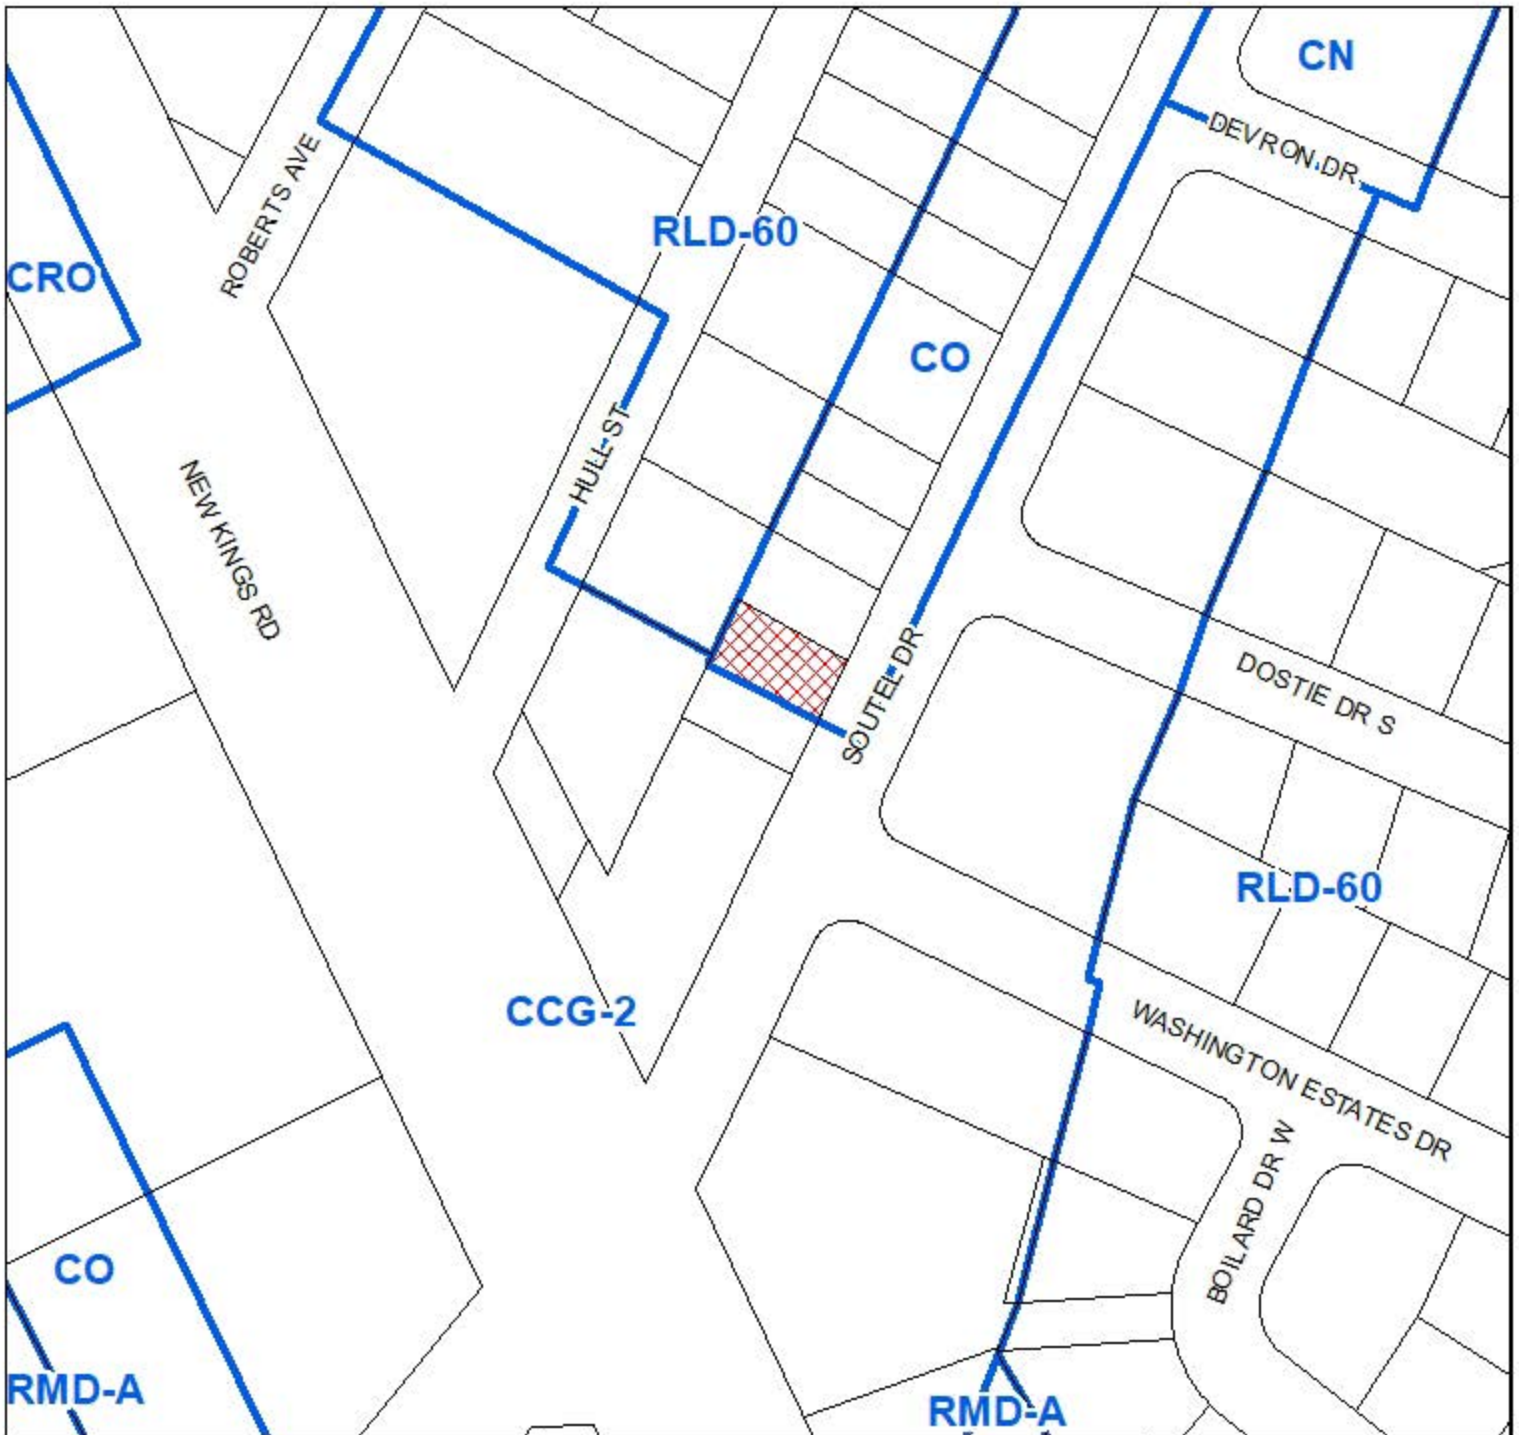 CN
DEVRON DR
ROBERTS AVE
RLD-60
CRO
CO
HULL ST
NEW KINGS RD
SOUTEL DR
DOSTIE DR S
RLD-60
CCG-2
WASHINGTON ESTATES DR
BOILARD DR W
CO
RMD-A
RMD-A